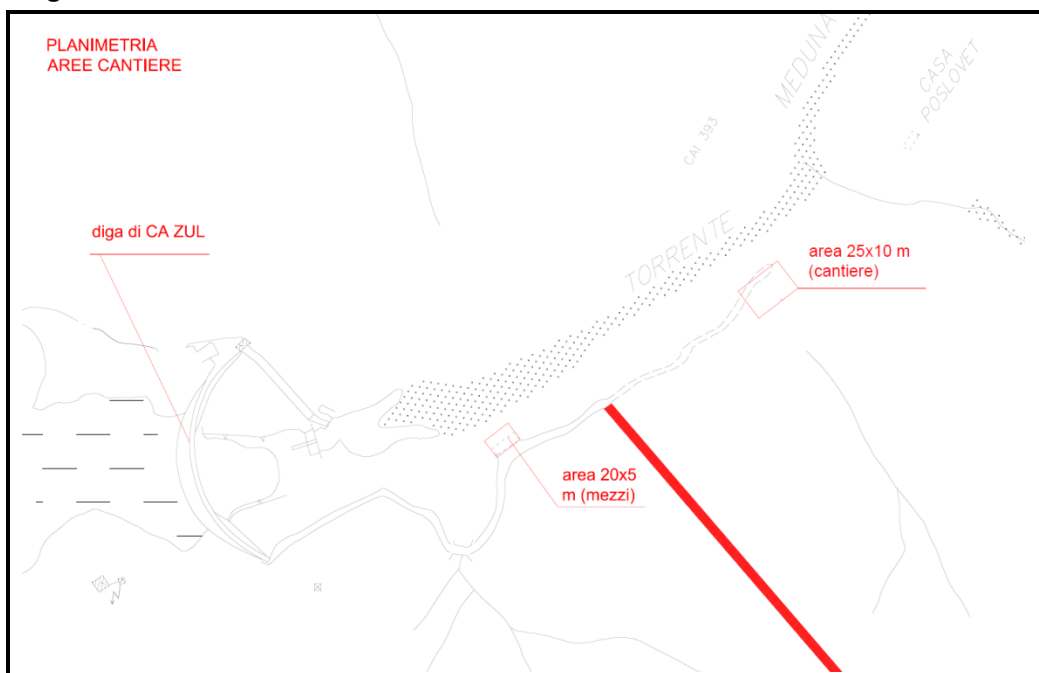 PLANIMETRIA
AREE CANTIERE
MEDUNA
CASA
POSLOVET
CAI 393
diga di CA ZUL
TORRENTE
area 25x10 m
(cantiere)
area 20x5
m (mezzi)